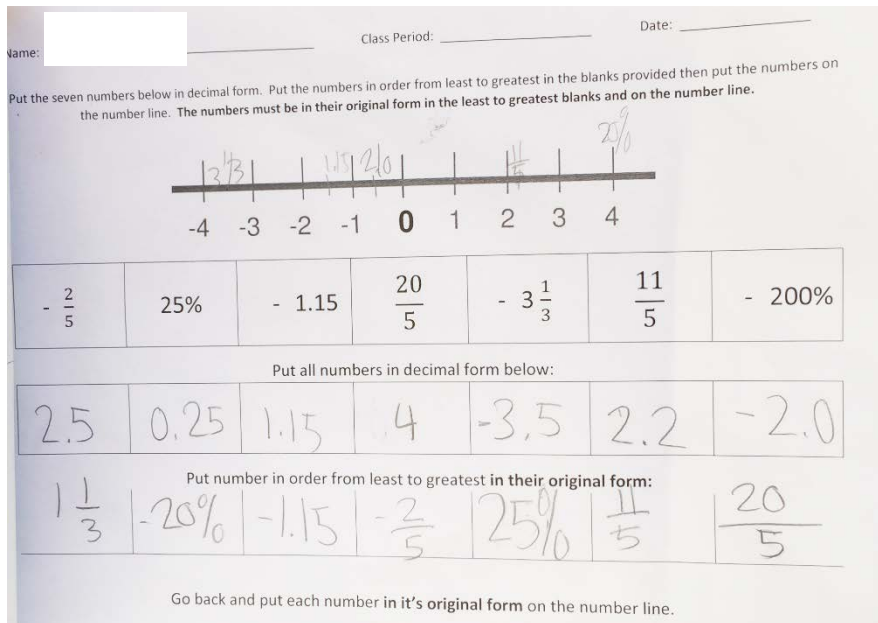 Name: Class Period: Date:
Put the seven numbers below in decimal form. Put the numbers in order from least to greatest in the blanks provided then put the numbers on
the number line. The numbers must be in their original form in the least to greatest blanks and on the number line.
20%
-4 -3 -2 -1 0 1 2 3 4
- 2/5 25% - 1.15 20/5 - 3 1/3 11/5 - 200%
Put all numbers in decimal form below:
2.5 0.25 1.15 4 -3.5 2.2 -2.0
Put number in order from least to greatest in their original form:
1 1/3 -20% -1.15 -2/5 25% 11/5 20/5
Go back and put each number in it's original form on the number line.